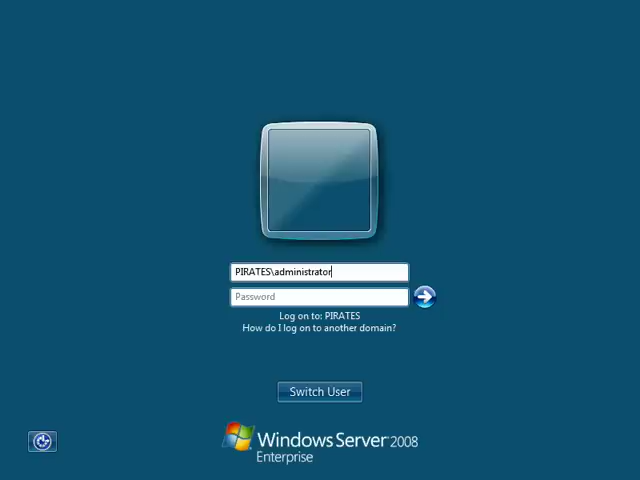 PIRATES\administrator
Password
Log on to: PIRATES
How do I log on to another domain?
Switch User
Windows Server 2008
Enterprise